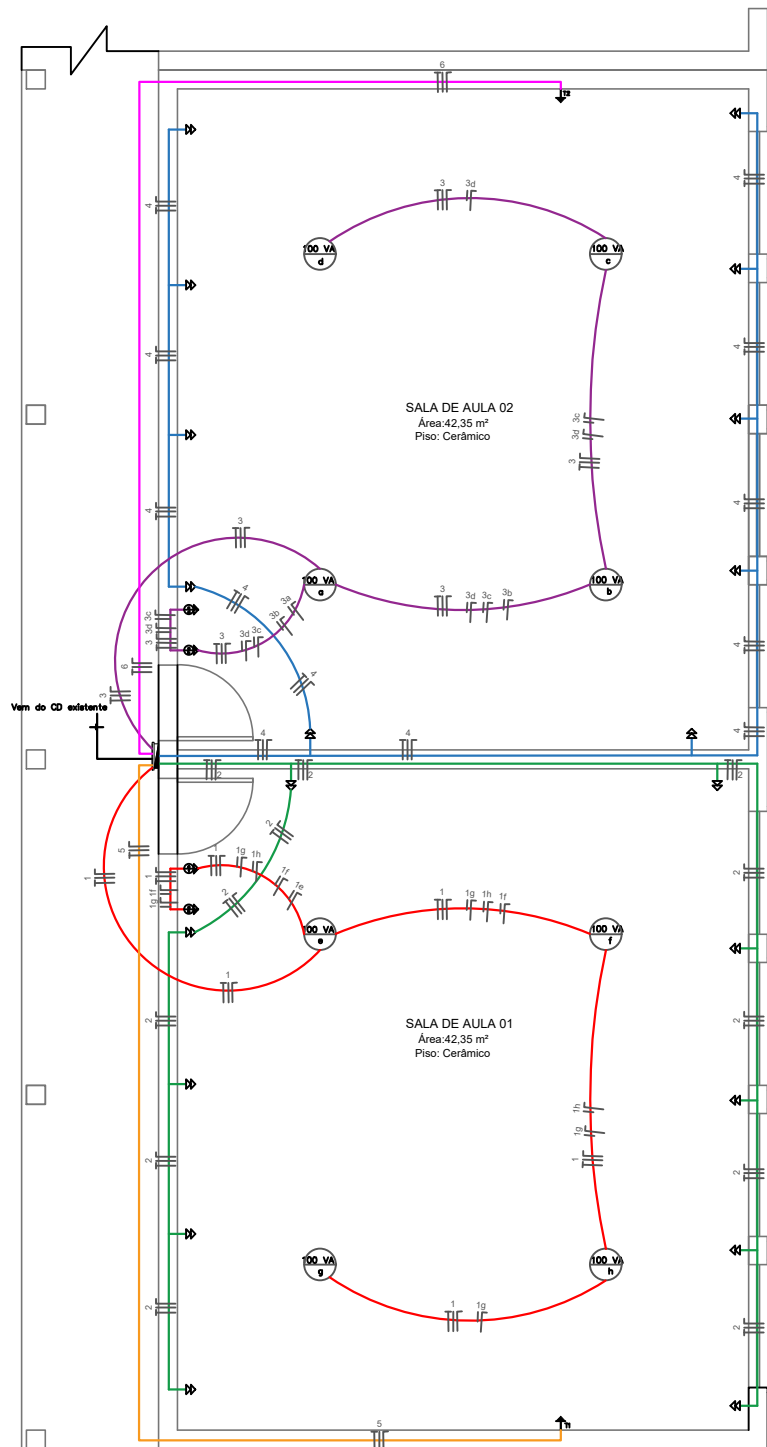 6
T2
3
3d
4
4
100 VA
d
100 VA
c
4
4
SALA DE AULA 02
Área:42,35 m²
Piso: Cerâmico
3c
3d
3
4
4
3
100 VA
a
100 VA
b
4
3a
3b
3
3d
3c
3b
3c
3d
3
3
3d
3c
4
6
3
4
4
Vem do CD existente
4
4
2
2
2
5
2
1
1
1f
1g
1
1g
1h
1f
1e
2
2
1
1g
1h
1f
100 VA
e
100 VA
f
1
2
2
SALA DE AULA 01
Área:42,35 m²
Piso: Cerâmico
1h
1g
1
2
2
100 VA
g
100 VA
h
1
1g
2
2
5
T1